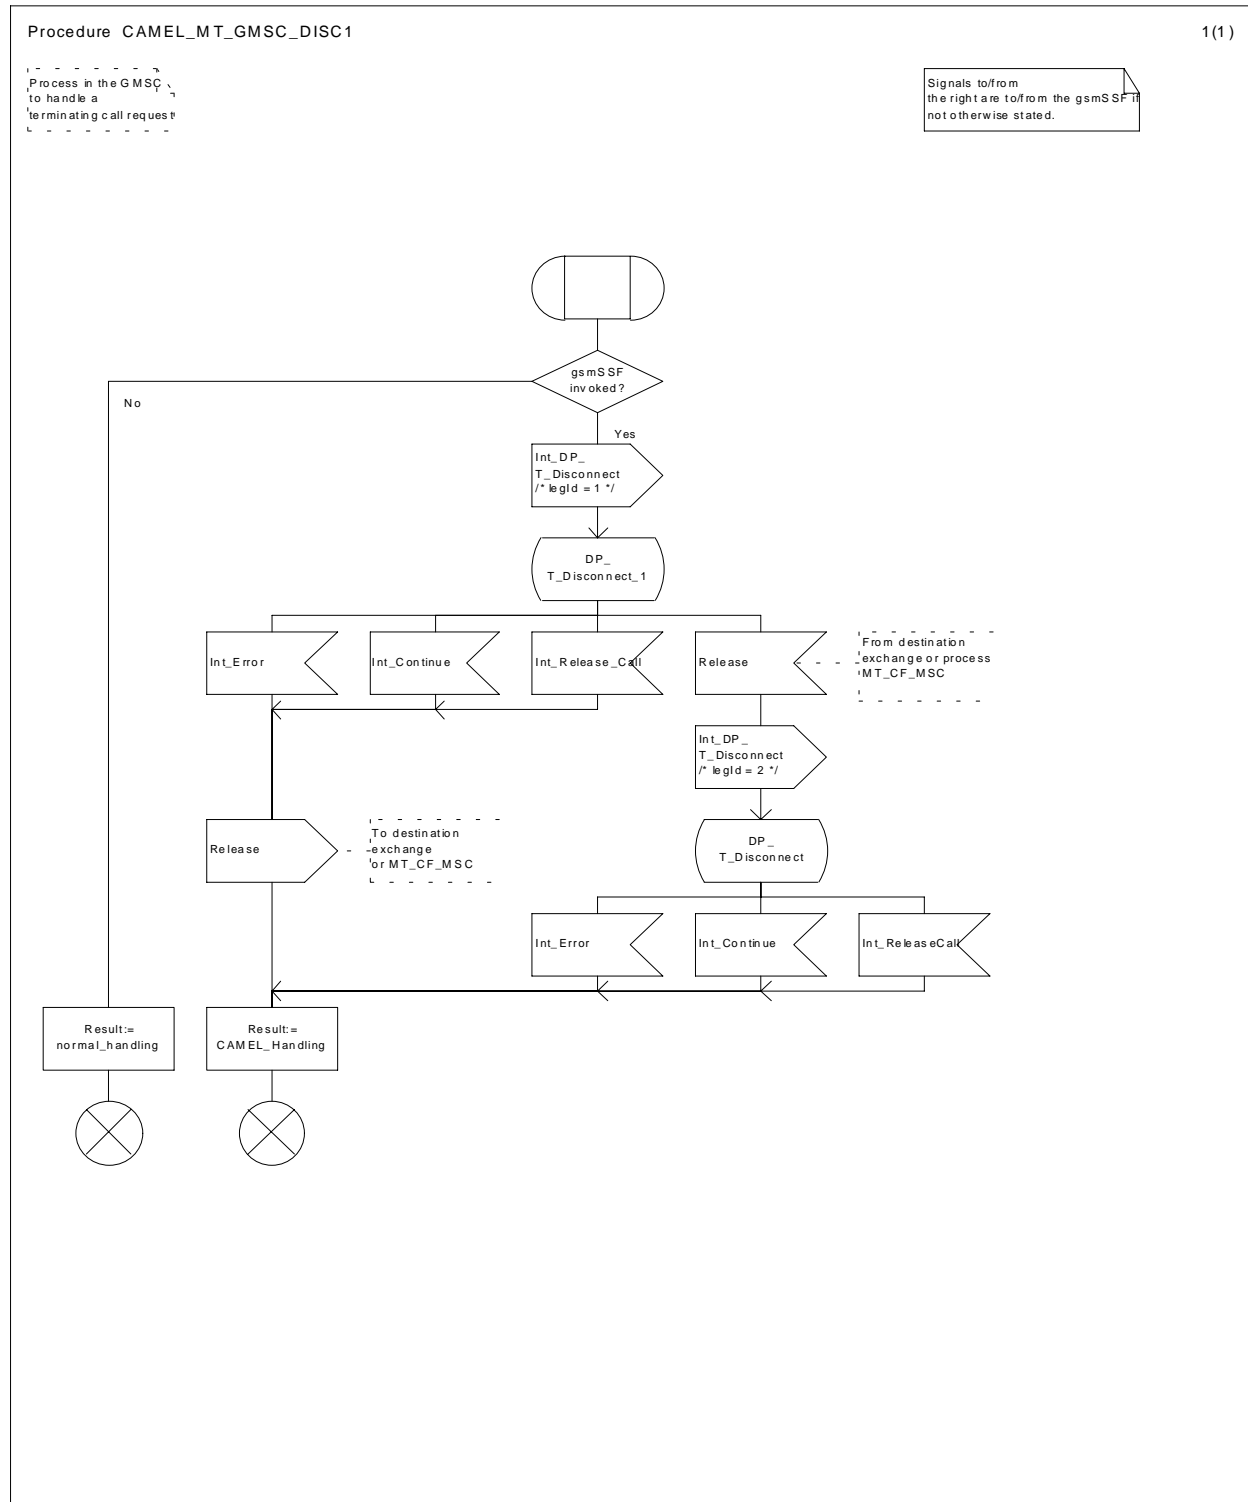 Procedure CAMEL_MT_GMSC_DISC1
1(1)
Process in the GMSC
to handle a
terminating call request
Signals to/from
the right are to/from the gsmSSF if
not otherwise stated.
gsmSSF
invoked?
No
Yes
Int_DP_
T_Disconnect
/* legId = 1 */
DP_
T_Disconnect_1
Int_Error
Int_Continue
Int_Release_Call
Release
From destination
exchange or process
MT_CF_MSC
Int_DP_
T_Disconnect
/* legId = 2 */
Release
To destination
exchange
or MT_CF_MSC
DP_
T_Disconnect
Int_Error
Int_Continue
Int_ReleaseCall
Result:=
normal_handling
Result:=
CAMEL_Handling